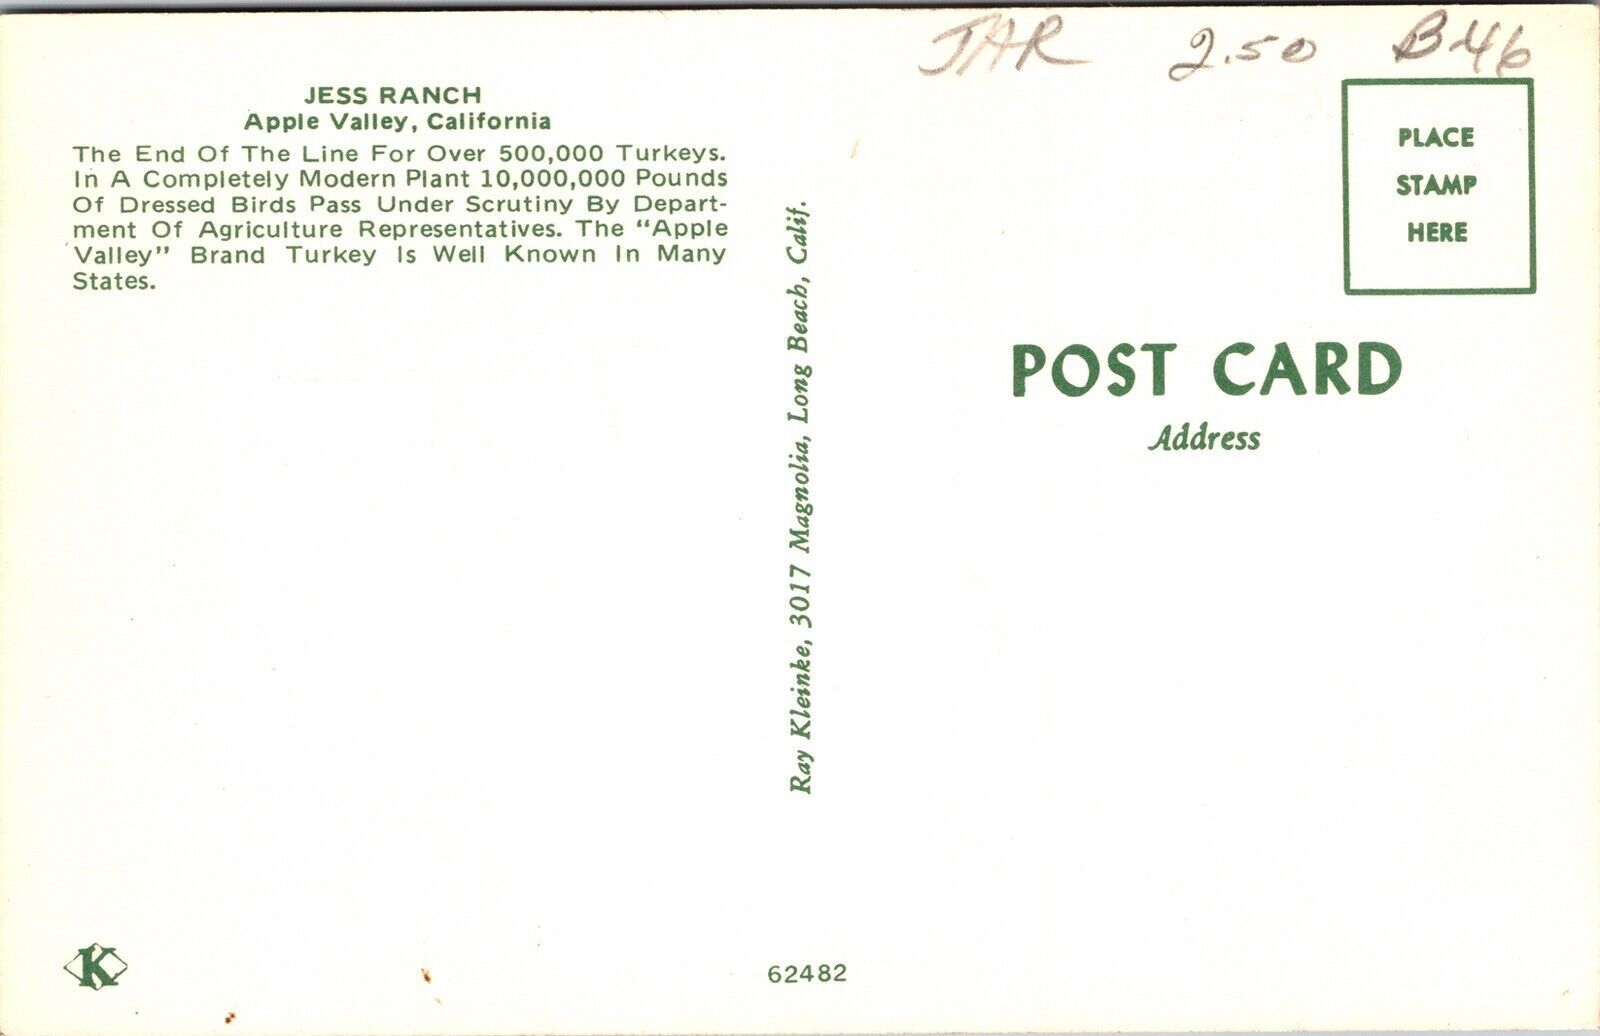 JAR 2.50 B-46
JESS RANCH
Apple Valley, California
The End Of The Line For Over 500,000 Turkeys.
In A Completely Modern Plant 10,000,000 Pounds
Of Dressed Birds Pass Under Scrutiny By Depart-
ment Of Agriculture Representatives. The "Apple
Valley" Brand Turkey Is Well Known In Many
States.
Ray Kleinke, 3017 Magnolia, Long Beach, Calif.
PLACE
STAMP
HERE
POST CARD
Address
K
62482